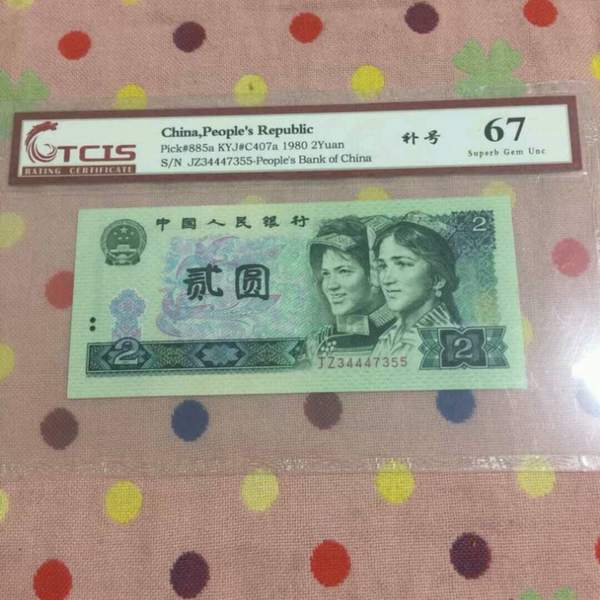 TCIS
RATING CERTIFICATE
China,People's Republic
Pick#885a KYJ#C407a 1980 2Yuan
S/N JZ34447355-People's Bank of China
补号
67
Superb Gem Unc
中国人民银行
2
贰圆
2
JZ34447355
2